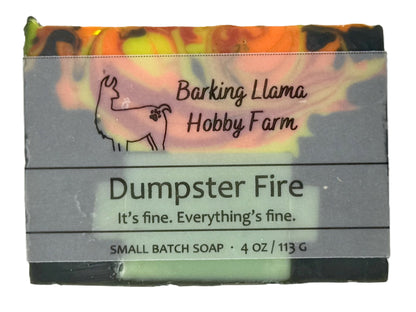 Barking Llama
Hobby Farm
Dumpster Fire
It's fine. Everything's fine.
SMALL BATCH SOAP · 4 OZ / 113 G